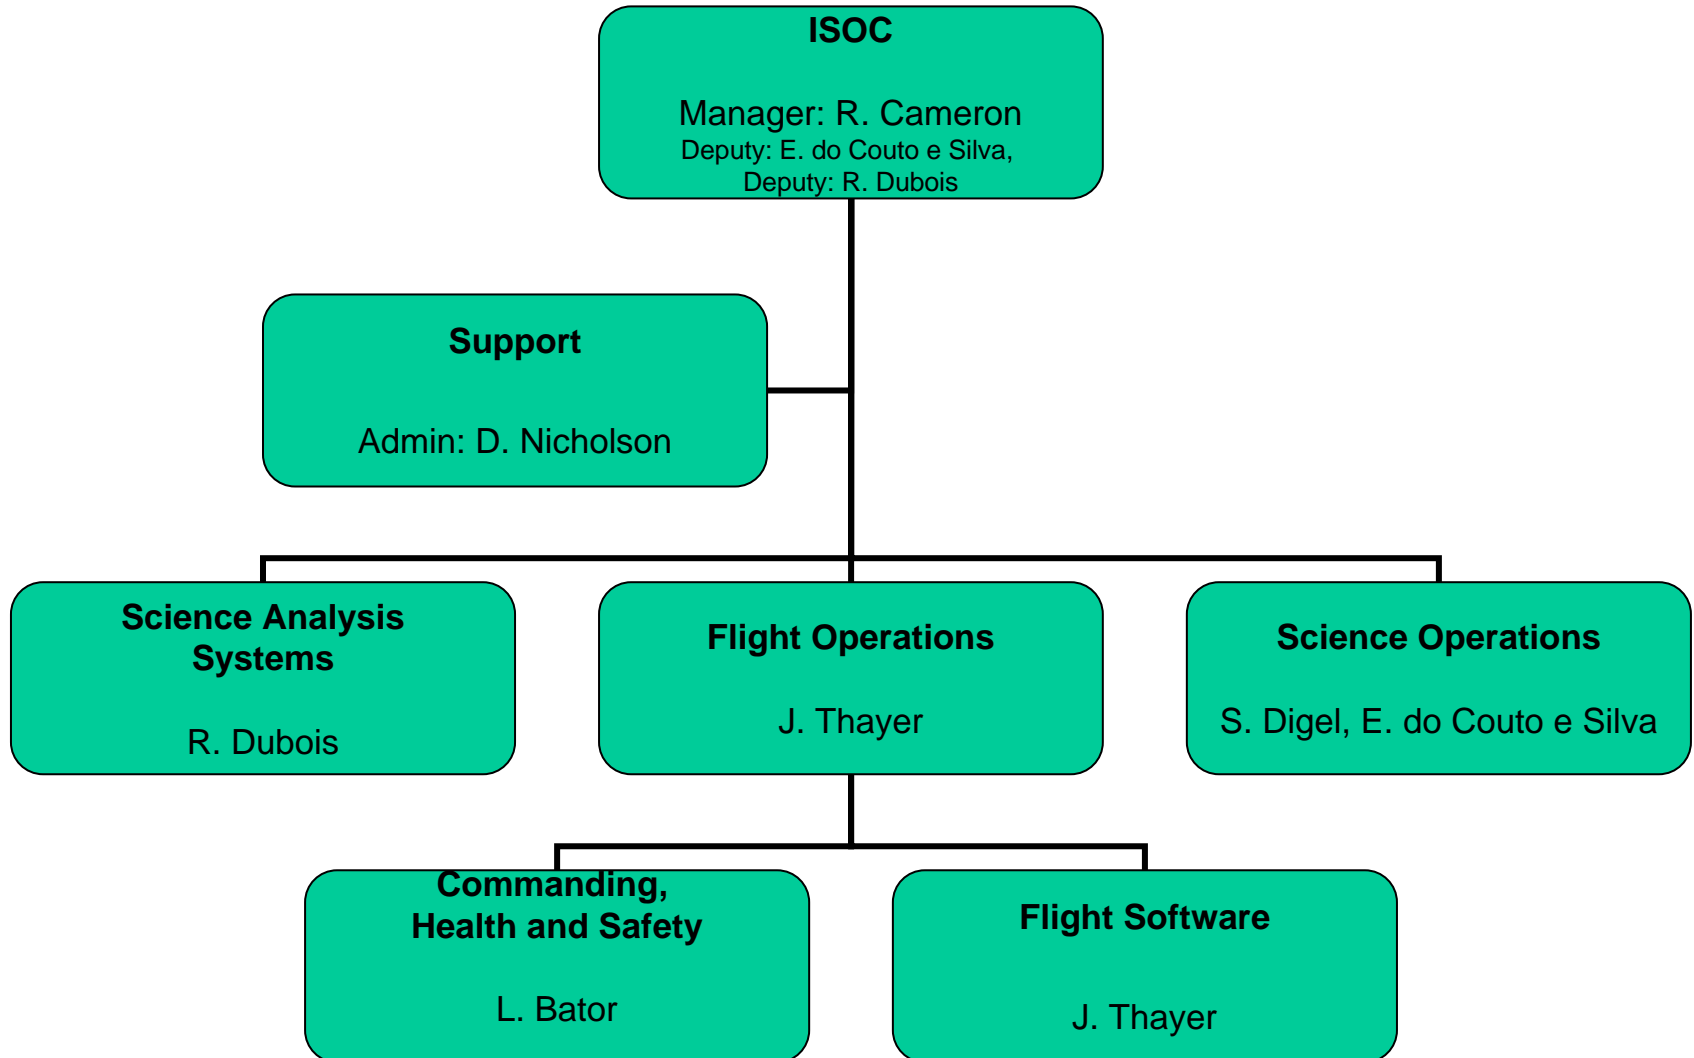 ISOC
Manager: R. Cameron
Deputy: E. do Couto e Silva,
Deputy: R. Dubois
Support
Admin: D. Nicholson
Science Analysis
Systems
R. Dubois
Flight Operations
J. Thayer
Science Operations
S. Digel, E. do Couto e Silva
Commanding,
Health and Safety
L. Bator
Flight Software
J. Thayer